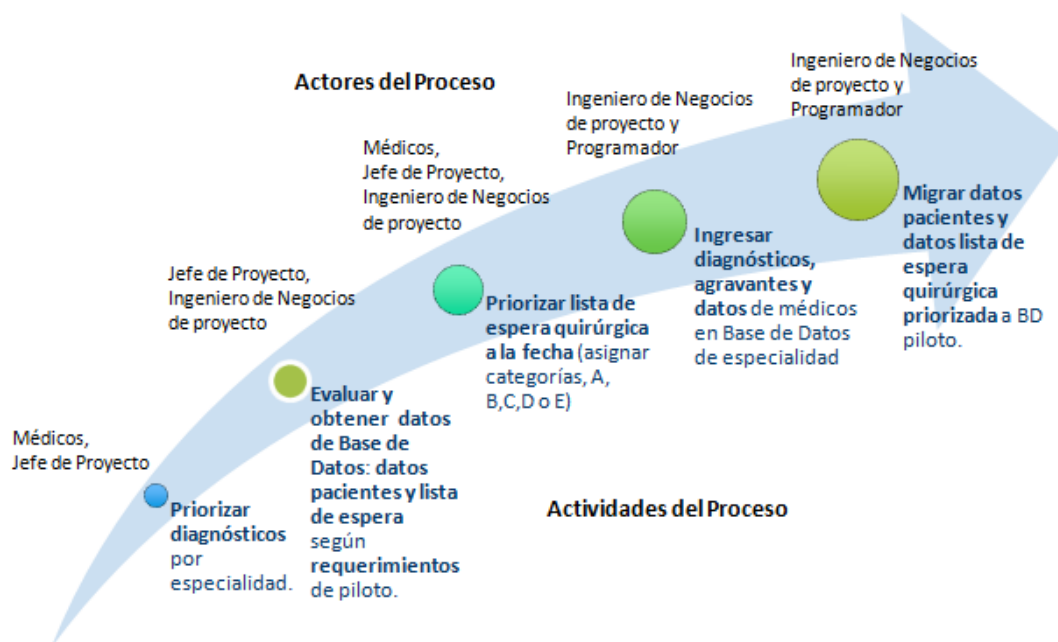 Actores del Proceso
Médicos,
Jefe de Proyecto
Priorizar
diagnósticos
por
especialidad.
Jefe de Proyecto,
Ingeniero de Negocios
de proyecto
Evaluar y
obtener datos
de Base de
Datos: datos
pacientes y lista
de espera
según
requerimientos
de piloto.
Médicos,
Jefe de Proyecto,
Ingeniero de Negocios
de proyecto
Priorizar lista de
espera quirúrgica
a la fecha (asignar
categorías, A,
B,C,D o E)
Ingeniero de Negocios
de proyecto y
Programador
Ingresar
diagnósticos,
agravantes y
datos de médicos
en Base de Datos
de especialidad
Ingeniero de Negocios
de proyecto y
Programador
Migrar datos
pacientes y
datos lista de
espera
quirúrgica
priorizada a BD
piloto.
Actividades del Proceso